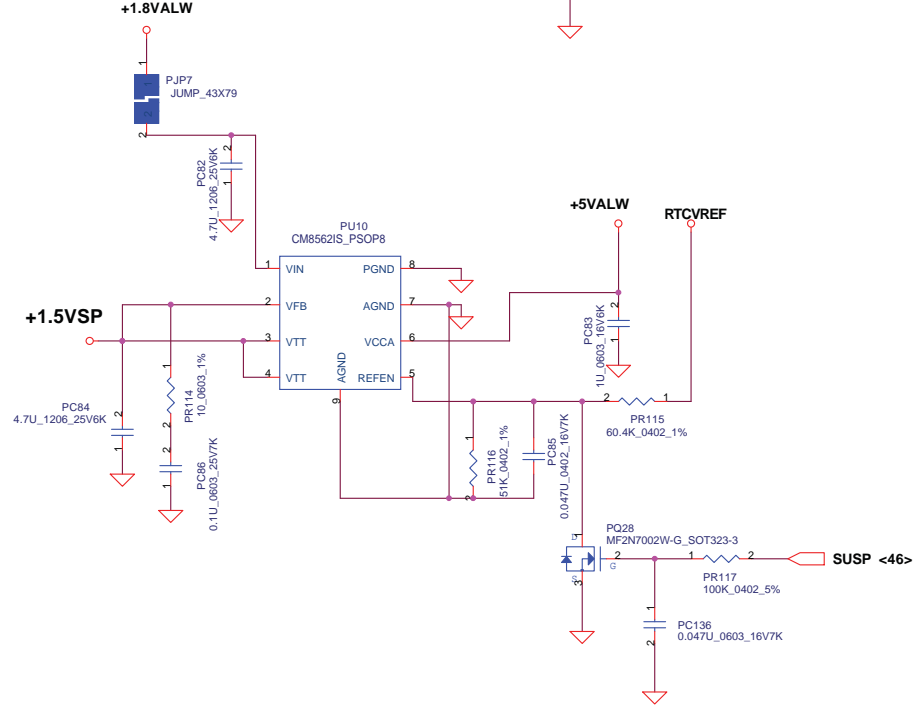 +1.8VALW
1
PJP7
JUMP_43X79
1
2
2
2
PC82
4.7U_1206_25V6K
1
+5VALW
RTCVREF
PU10
CM8562IS_PSOP8
1 VIN PGND 8
2 VFB AGND 7
3 VTT VCCA 6
4 VTT REFEN 5
AGND
9
+1.5VSP
2
PC83
1U_0603_16V6K
1
1
PR114
10_0603_1%
2
PC84
4.7U_1206_25V6K
2
1
2
PC86
0.1U_0603_25V7K
1
2 1
PR115
60.4K_0402_1%
1
PR116
51K_0402_1%
2
PC85
0.047U_0402_16V7K
PQ28
MF2N7002W-G_SOT323-3
D
1
2
G
S
3
1 2
PR117
100K_0402_5%
SUSP <46>
1
PC136
0.047U_0603_16V7K
2